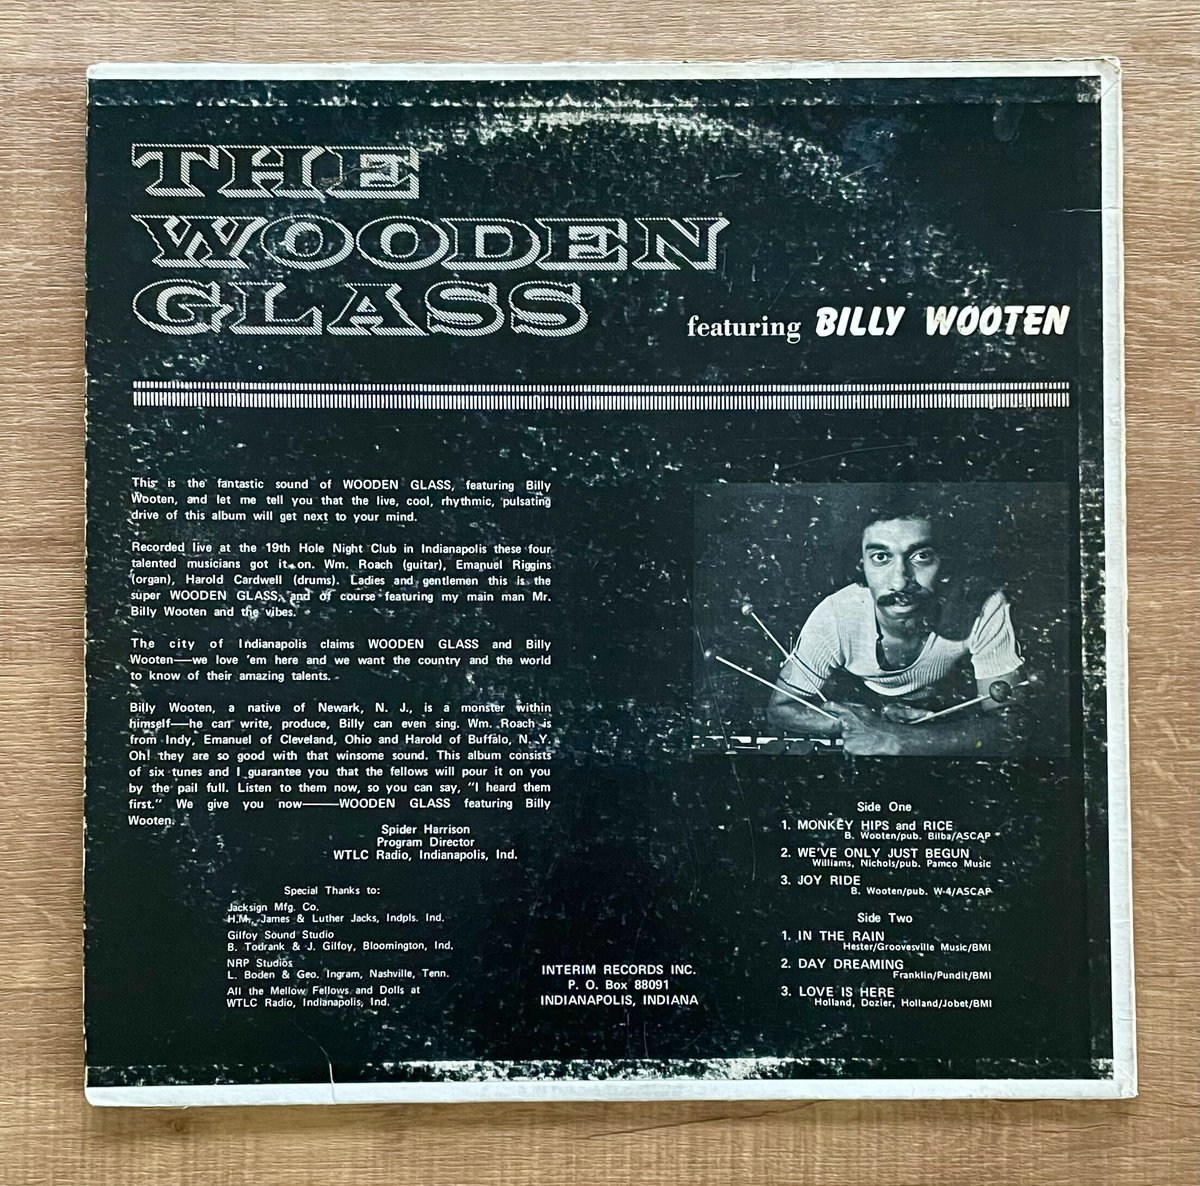 THE
WOODEN
GLASS
featuring BILLY WOOTEN
This is the fantastic sound of WOODEN GLASS, featuring Billy
Wooten, and let me tell you that the live, cool, rhythmic, pulsating
drive of this album will get next to your mind.
Recorded live at the 19th Hole Night Club in Indianapolis these four
talented musicians got it on. Wm. Roach (guitar), Emanuel Riggins
(organ), Harold Cardwell (drums). Ladies and gentlemen this is the
super WOODEN GLASS, and of course featuring my main man Mr.
Billy Wooten and the vibes.
The city of Indianapolis claims WOODEN GLASS and Billy
Wooten—we love 'em here and we want the country and the world
to know of their amazing talents.
Billy Wooten, a native of Newark, N. J., is a monster within
himself—he can write, produce, Billy can even sing. Wm. Roach is
from Indy, Emanuel of Cleveland, Ohio and Harold of Buffalo, N. Y.
Oh! they are so good with that winsome sound. This album consists
of six tunes and I guarantee you that the fellows will pour it on you
by the pail full. Listen to them now, so you can say, "I heard them
first." We give you now——WOODEN GLASS featuring Billy
Wooten.
Spider Harrison
Program Director
WTLC Radio, Indianapolis, Ind.
Special Thanks to:
Jacksign Mfg. Co.
H.M. James & Luther Jacks, Indpls. Ind.
Gilfoy Sound Studio
B. Todrank & J. Gilfoy, Bloomington, Ind.
NRP Studios
L. Boden & Geo. Ingram, Nashville, Tenn.
All the Mellow Fellows and Dolls at
WTLC Radio, Indianapolis, Ind.
INTERIM RECORDS INC.
P. O. Box 88091
INDIANAPOLIS, INDIANA
Side One
1. MONKEY HIPS and RICE
B. Wooten/pub. Bilba/ASCAP
2. WE'VE ONLY JUST BEGUN
Williams, Nichols/pub. Pamco Music
3. JOY RIDE
B. Wooten/pub. W-4/ASCAP
Side Two
1. IN THE RAIN
Hester/Groovesville Music/BMI
2. DAY DREAMING
Franklin/Pundit/BMI
3. LOVE IS HERE
Holland, Dozier, Holland/Jobet/BMI